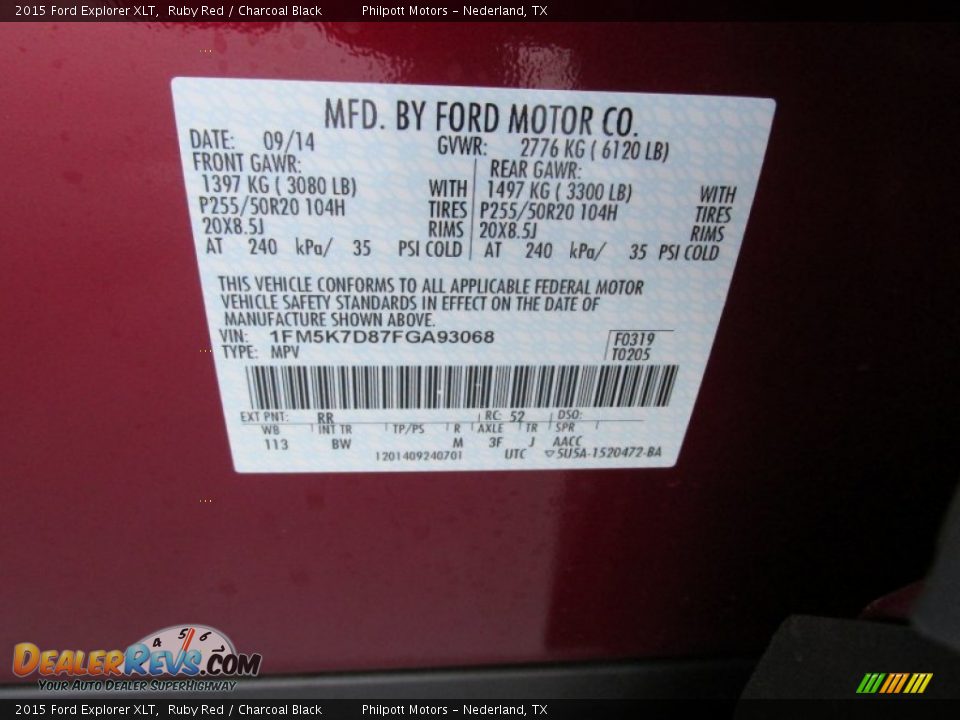 2015 Ford Explorer XLT, Ruby Red / Charcoal Black Philpott Motors - Nederland, TX
MFD. BY FORD MOTOR CO.
DATE: 09/14 GVWR: 2776 KG ( 6120 LB)
FRONT GAWR: REAR GAWR:
1397 KG ( 3080 LB) WITH 1497 KG ( 3300 LB) WITH
P255/50R20 104H TIRES P255/50R20 104H TIRES
20X8.5J RIMS 20X8.5J RIMS
AT 240 kPa/ 35 PSI COLD AT 240 kPa/ 35 PSI COLD
THIS VEHICLE CONFORMS TO ALL APPLICABLE FEDERAL MOTOR
VEHICLE SAFETY STANDARDS IN EFFECT ON THE DATE OF
MANUFACTURE SHOWN ABOVE.
VIN: 1FM5K7D87FGA93068 F0319
TYPE: MPV T0205
EXT PNT: RR RC: 52 DSO:
WB INT TR TP/PS R AXLE TR SPR
113 BW M 3F J AACC
1201409240701 UTC ▽5U5A-1520472-BA
4 5 6
DEALERREVS.COM
YOUR AUTO DEALER SUPERHIGHWAY
2015 Ford Explorer XLT, Ruby Red / Charcoal Black Philpott Motors - Nederland, TX